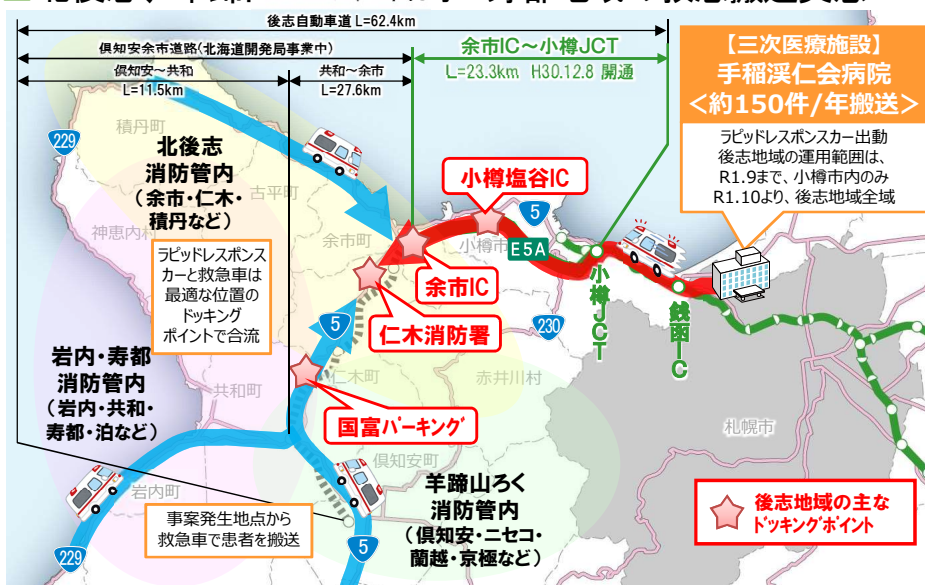 後志自動車道 L=62.4km
倶知安余市道路(北海道開発局事業中)
余市IC～小樽JCT
L=23.3km H30.12.8 開通
倶知安～共和
L=11.5km
共和～余市
L=27.6km
【三次医療施設】
手稲渓仁会病院
＜約150件/年搬送＞
ラピッドレスポンスカー出動
後志地域の運用範囲は、
R1.9まで、小樽市内のみ
R1.10より、後志地域全域
229
積丹町
北後志
消防管内
（余市・仁木・
積丹など）
古平町
神恵内村
余市町
小樽塩谷IC
5
小樽市
E5A
余市IC
小樽JCT
銭函IC
ラピッドレスポンス
カーと救急車は
最適な位置の
ドッキング
ポイントで合流
仁木消防署
5
230
岩内・寿都
消防管内
（岩内・共和・
寿都・泊など）
共和町
仁木町
赤井川村
国富パーキング
札幌市
倶知安町
岩内町
羊蹄山ろく
消防管内
（倶知安・ニセコ・
蘭越・京極など）
事案発生地点から
救急車で患者を搬送
229
5
後志地域の主な
ドッキングポイント